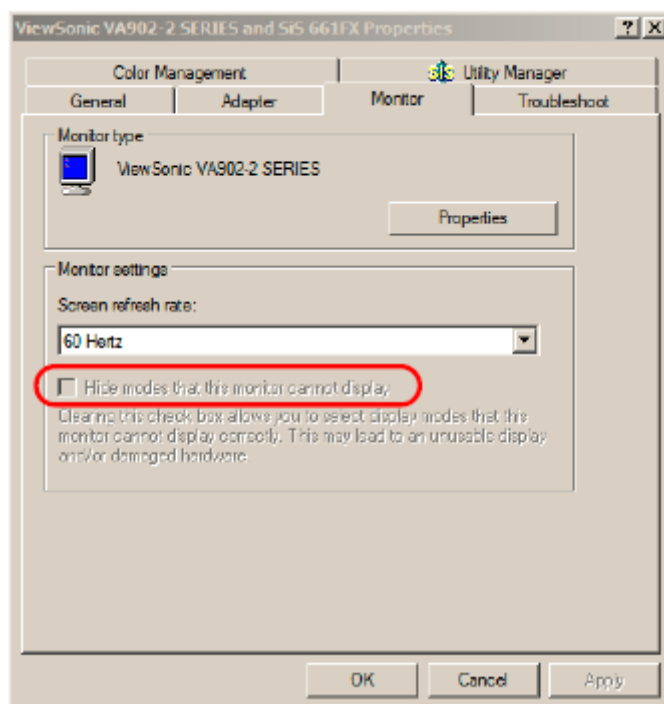 ViewSonic VA902-2 SERIES and SiS 661FX Properties
Color Management
sis Utility Manager
General
Adapter
Monitor
Troubleshoot
Monitor type
ViewSonic VA902-2 SERIES
Properties
Monitor settings
Screen refresh rate:
60 Hertz
Hide modes that this monitor cannot display
Clearing this check box allows you to select display modes that this
monitor cannot display correctly. This may lead to an unusable display
and/or damaged hardware.
OK
Cancel
Apply